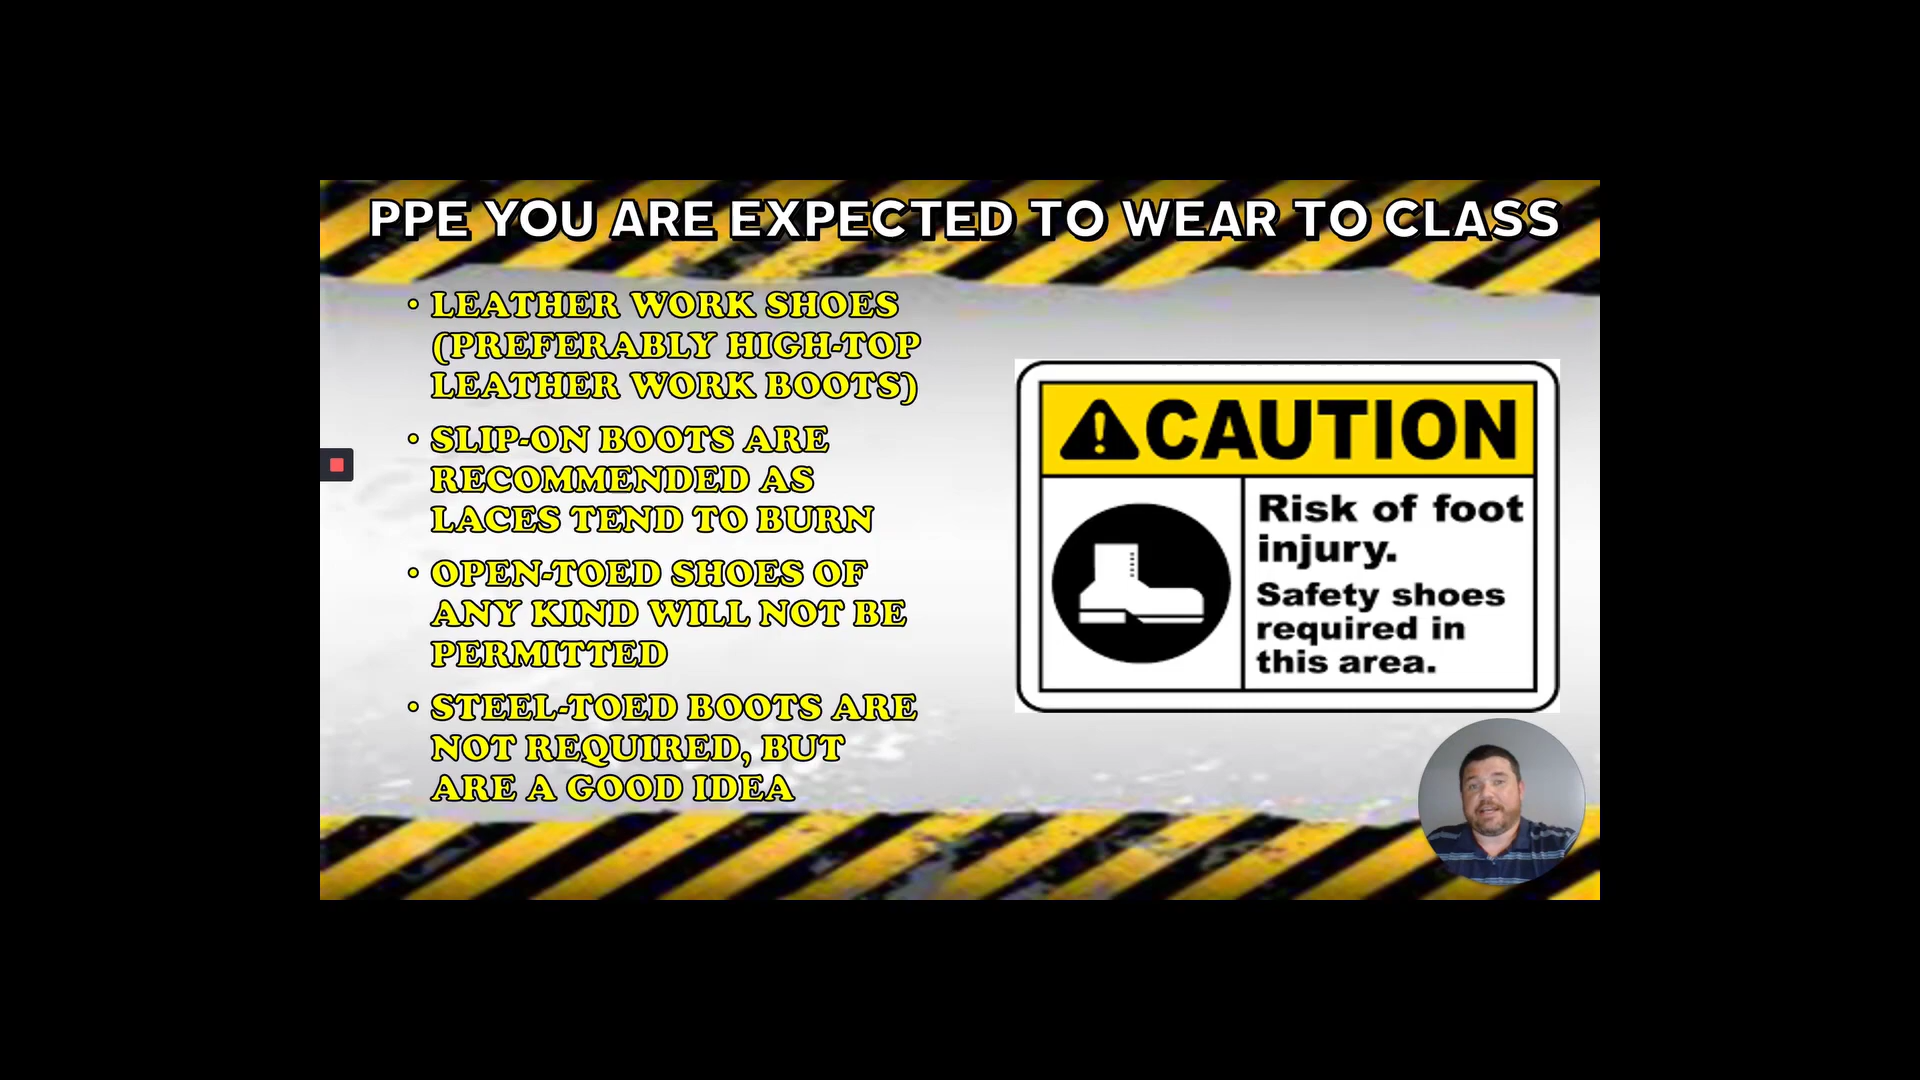 PPE YOU ARE EXPECTED TO WEAR TO CLASS
• LEATHER WORK SHOES
(PREFERABLY HIGH-TOP
LEATHER WORK BOOTS)
• SLIP-ON BOOTS ARE
RECOMMENDED AS
LACES TEND TO BURN
• OPEN-TOED SHOES OF
ANY KIND WILL NOT BE
PERMITTED
• STEEL-TOED BOOTS ARE
NOT REQUIRED, BUT
ARE A GOOD IDEA
CAUTION
Risk of foot
injury.
Safety shoes
required in
this area.